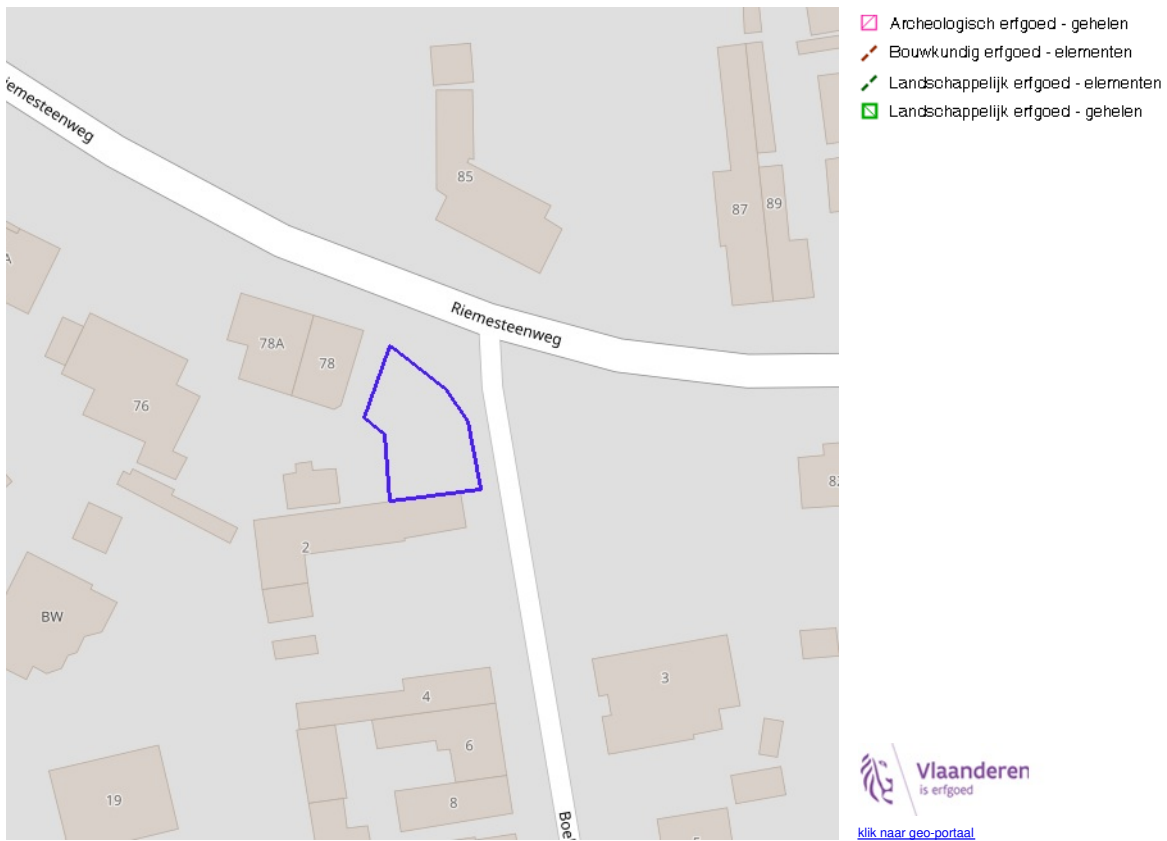 Archeologisch erfgoed - gehelen
Bouwkundig erfgoed - elementen
Landschappelijk erfgoed - elementen
Landschappelijk erfgoed - gehelen
85
87
89
Riemesteenweg
78A
78
76
2
BW
3
4
6
8
19
Vlaanderen
is erfgoed
klik naar geo-portaal